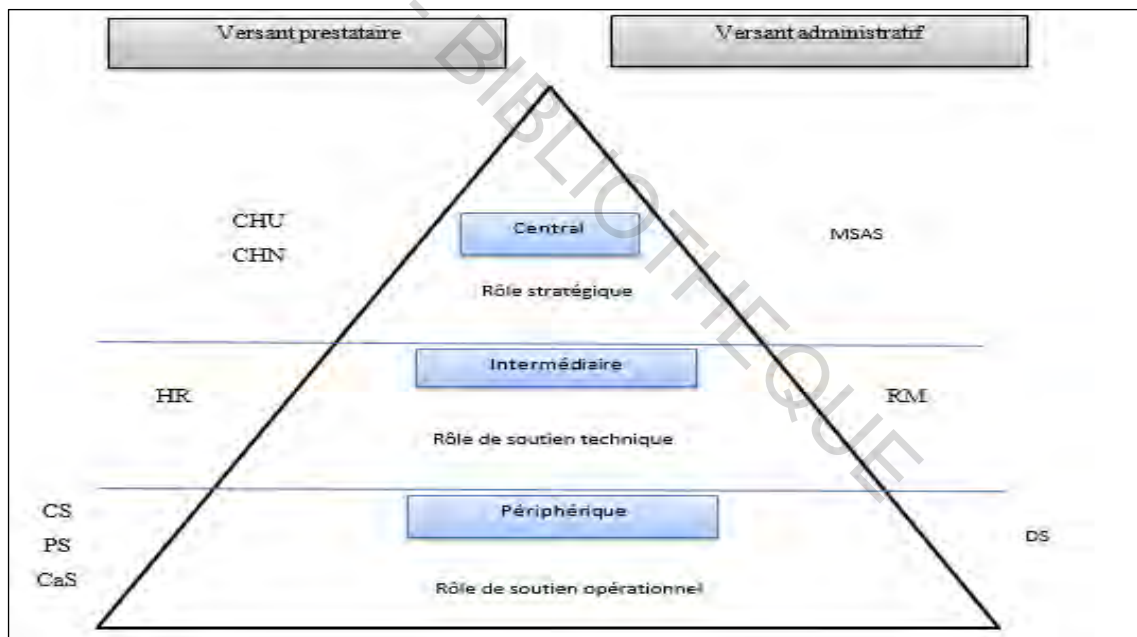 Versant prestataire
Versant administratif
CHU
CHN
Central
MSAS
Rôle stratégique
Intermédiaire
HR
RM
Rôle de soutien technique
CS
PS
CaS
Périphérique
DS
Rôle de soutien opérationnel
- BIBLIOTHEQUE